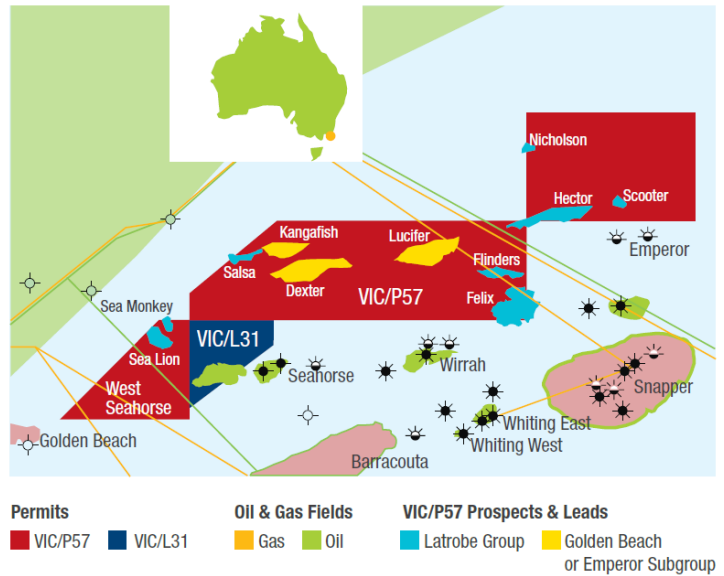 Nicholson
Hector
Scooter
Emperor
Kangafish
Lucifer
Salsa
Dexter
Flinders
VIC/P57
Felix
Sea Monkey
Sea Lion
VIC/L31
West
Seahorse
Seahorse
Wirrah
Snapper
Whiting East
Whiting West
Golden Beach
Barracouta
Permits
VIC/P57
VIC/L31
Oil & Gas Fields
Gas
Oil
VIC/P57 Prospects & Leads
Latrobe Group
Golden Beach
or Emperor Subgroup